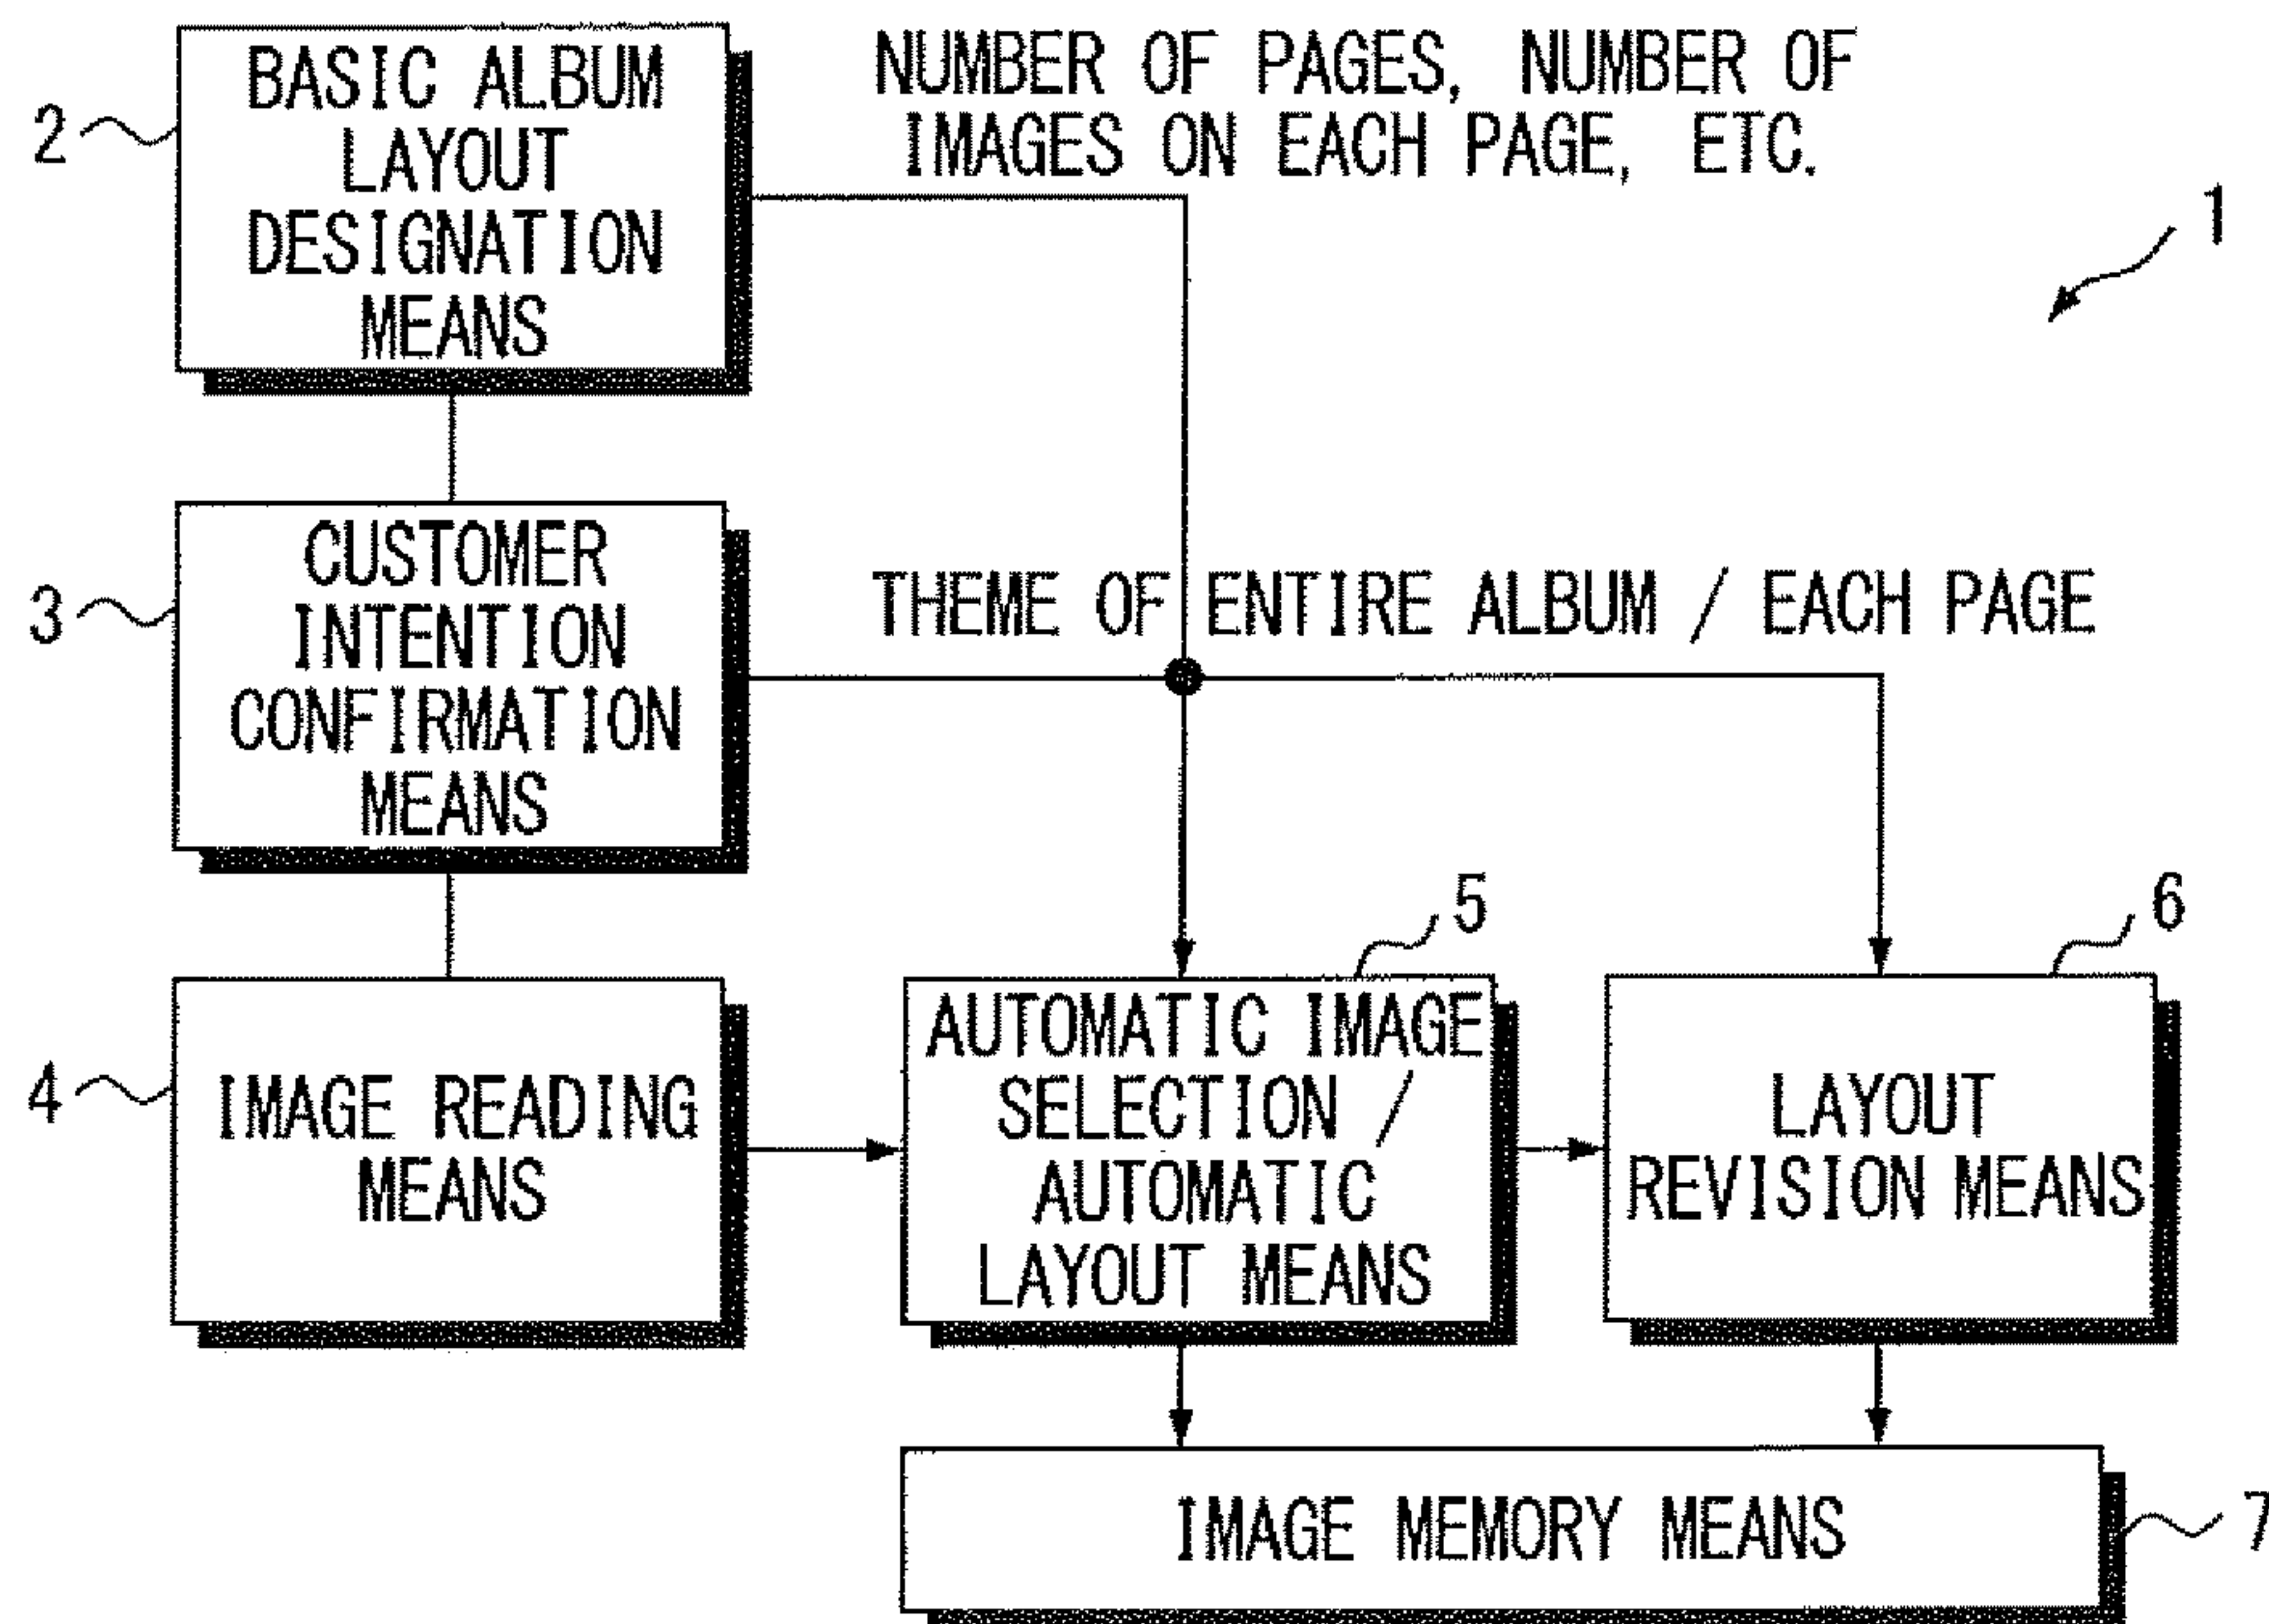 BASIC ALBUM
LAYOUT
DESIGNATION
MEANS
2
NUMBER OF PAGES, NUMBER OF
IMAGES ON EACH PAGE, ETC.
1
CUSTOMER
INTENTION
CONFIRMATION
MEANS
3
THEME OF ENTIRE ALBUM / EACH PAGE
4
IMAGE READING
MEANS
5
AUTOMATIC IMAGE
SELECTION /
AUTOMATIC
LAYOUT MEANS
6
LAYOUT
REVISION MEANS
IMAGE MEMORY MEANS
7